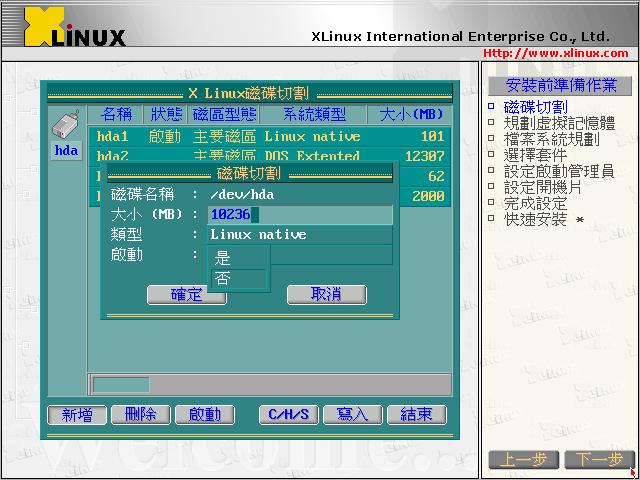 XLinux
XLinux International Enterprise Co., Ltd.
Http://www.xlinux.com
X Linux磁碟切割
名稱 狀態 磁區型態 系統類型 大小(MB)
hda
hda1 啟動 主要磁區 Linux native 101
hda2 主要磁區 DOS Extented 12307
62
2000
磁碟切割
磁碟名稱 : /dev/hda
大小 (MB) : 10236
類型 : Linux native
啟動 :
是
否
確定 取消
新增 刪除 啟動 C/H/S 寫入 結束
安裝前準備作業
磁碟切割
規劃虛擬記憶體
檔案系統規劃
選擇套件
設定啟動管理員
設定開機片
完成設定
快速安裝 *
上一步 下一步
welcome...